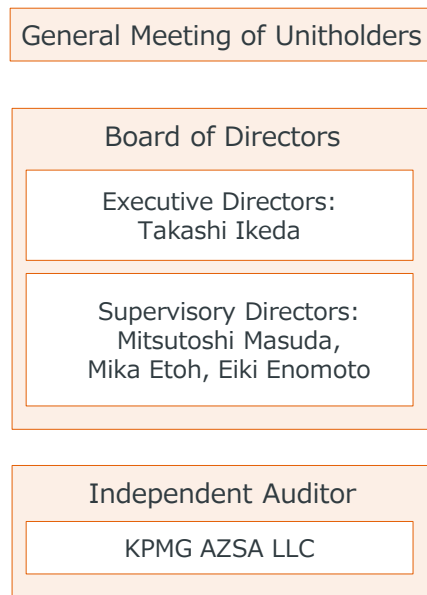 General Meeting of Unitholders
Board of Directors
Executive Directors:
Takashi Ikeda
Supervisory Directors:
Mitsutoshi Masuda,
Mika Etoh, Eiki Enomoto
Independent Auditor
KPMG AZSA LLC